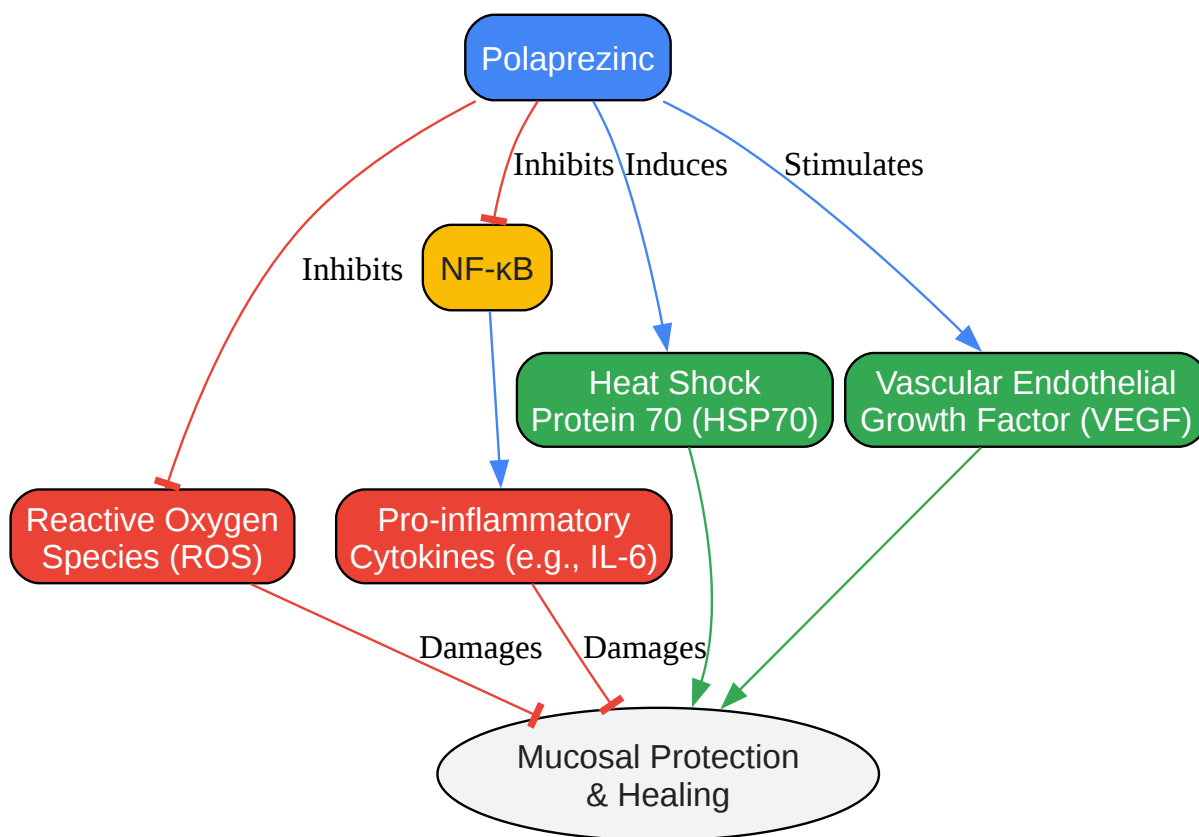 Polaprezinc
Inhibits
Induces
Stimulates
Inhibits
NF-κB
Heat Shock
Protein 70 (HSP70)
Vascular Endothelial
Growth Factor (VEGF)
Reactive Oxygen
Species (ROS)
Pro-inflammatory
Cytokines (e.g., IL-6)
Damages
Damages
Mucosal Protection
& Healing